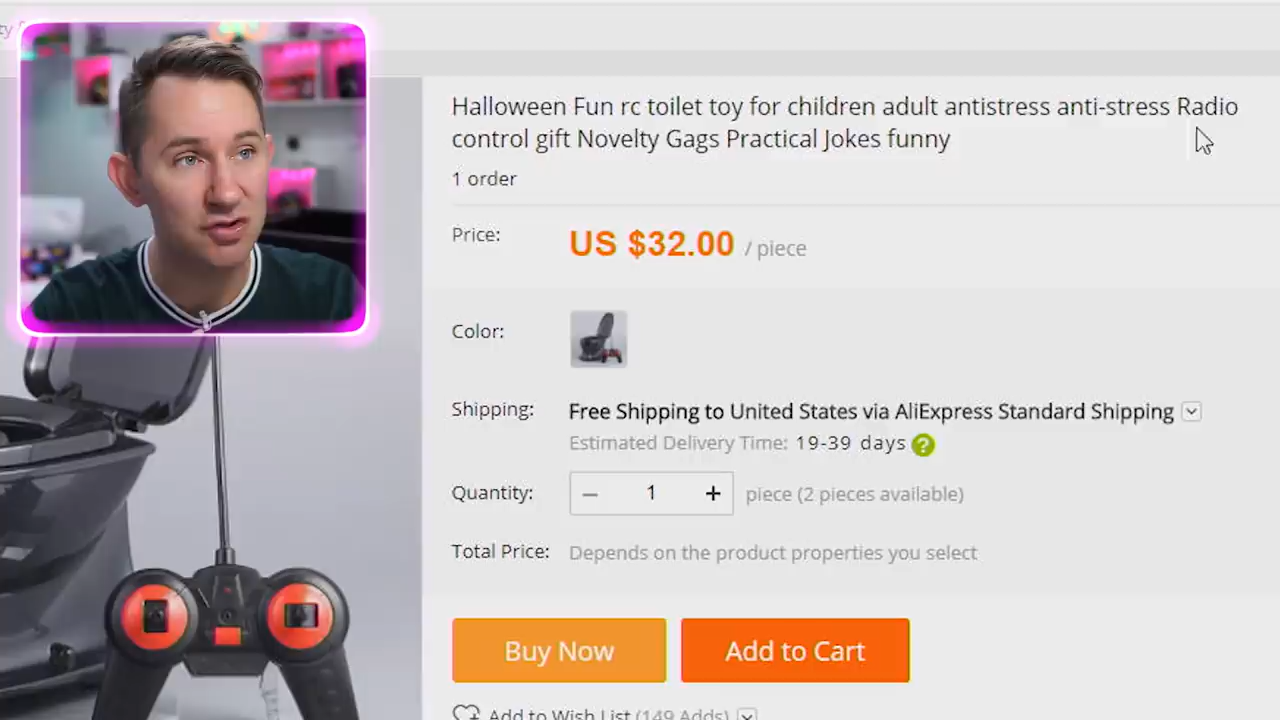 Halloween Fun rc toilet toy for children adult antistress anti-stress Radio
control gift Novelty Gags Practical Jokes funny
1 order
Price: US $32.00 / piece
Color:
Shipping: Free Shipping to United States via AliExpress Standard Shipping
Estimated Delivery Time: 19-39 days ?
Quantity: − 1 + piece (2 pieces available)
Total Price: Depends on the product properties you select
Buy Now Add to Cart
Add to Wish List (149 Adds)